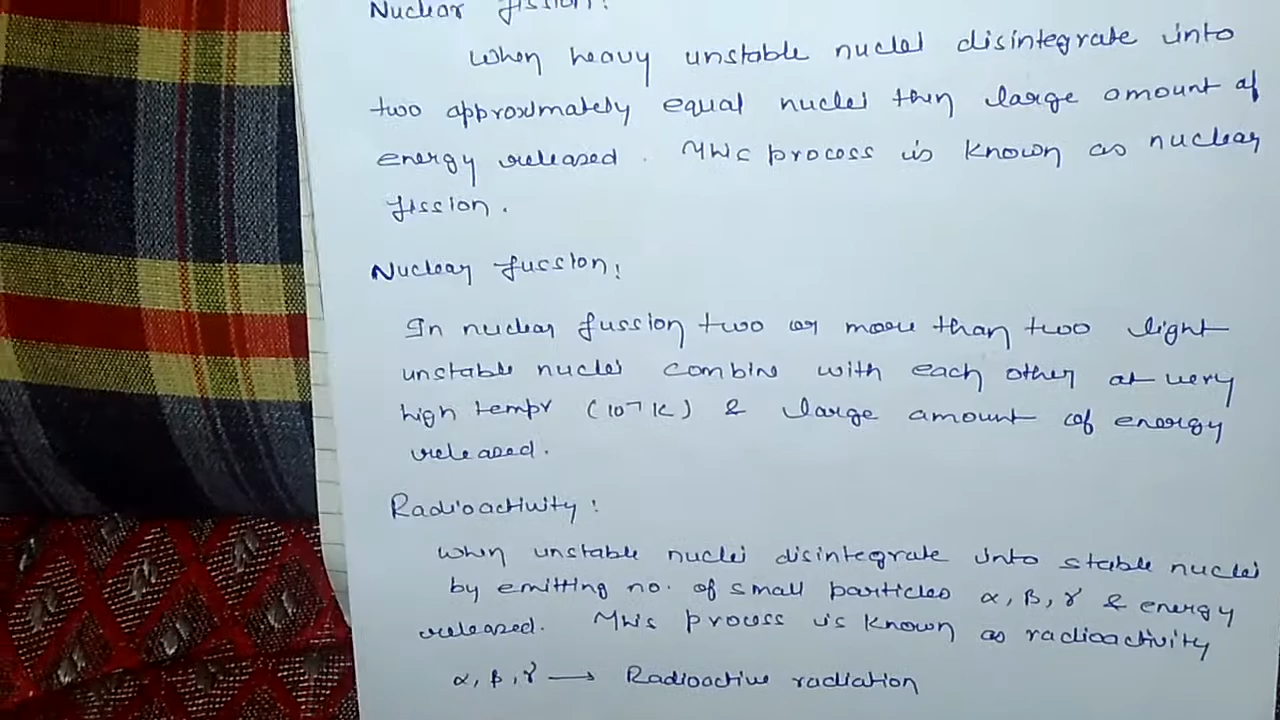 Nuclear fission:
When heavy unstable nuclei disintegrate into
two approximately equal nuclei then large amount of
energy released. This process is known as nuclear
fission.
Nuclear fussion:
In nuclear fussion two or more than two light
unstable nuclei combine with each other at very
high tempr (10⁷ K) & large amount of energy
released.
Radioactivity:
When unstable nuclei disintegrate into stable nuclei
by emitting no. of small particles α, β, γ & energy
released. This process is known as radioactivity
α, β, γ → Radioactive radiation